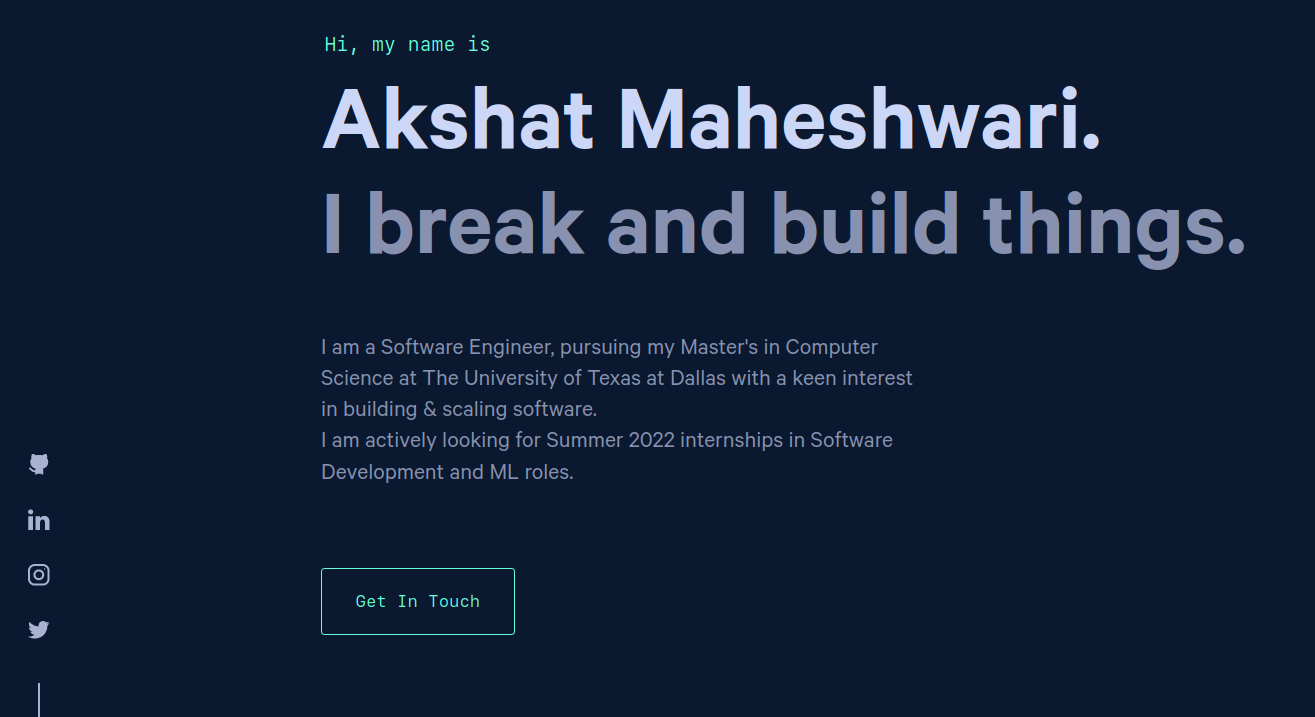 Hi, my name is
Akshat Maheshwari.
I break and build things.
I am a Software Engineer, pursuing my Master's in Computer
Science at The University of Texas at Dallas with a keen interest
in building & scaling software.
I am actively looking for Summer 2022 internships in Software
Development and ML roles.
Get In Touch